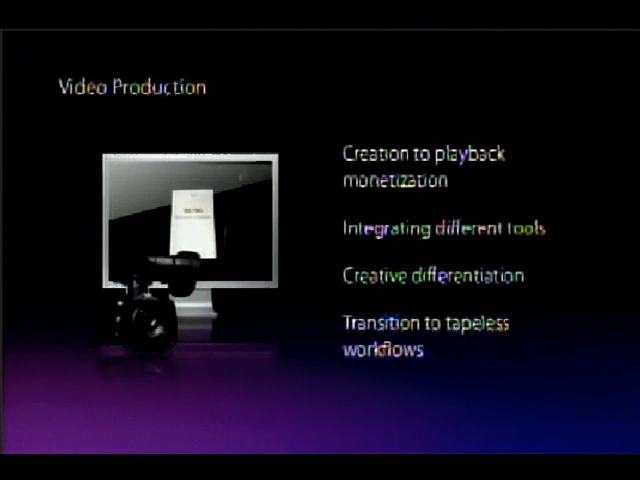 Video Production
Creation to playback
monetization
Integrating different tools
Creative differentiation
Transition to tapeless
workflows